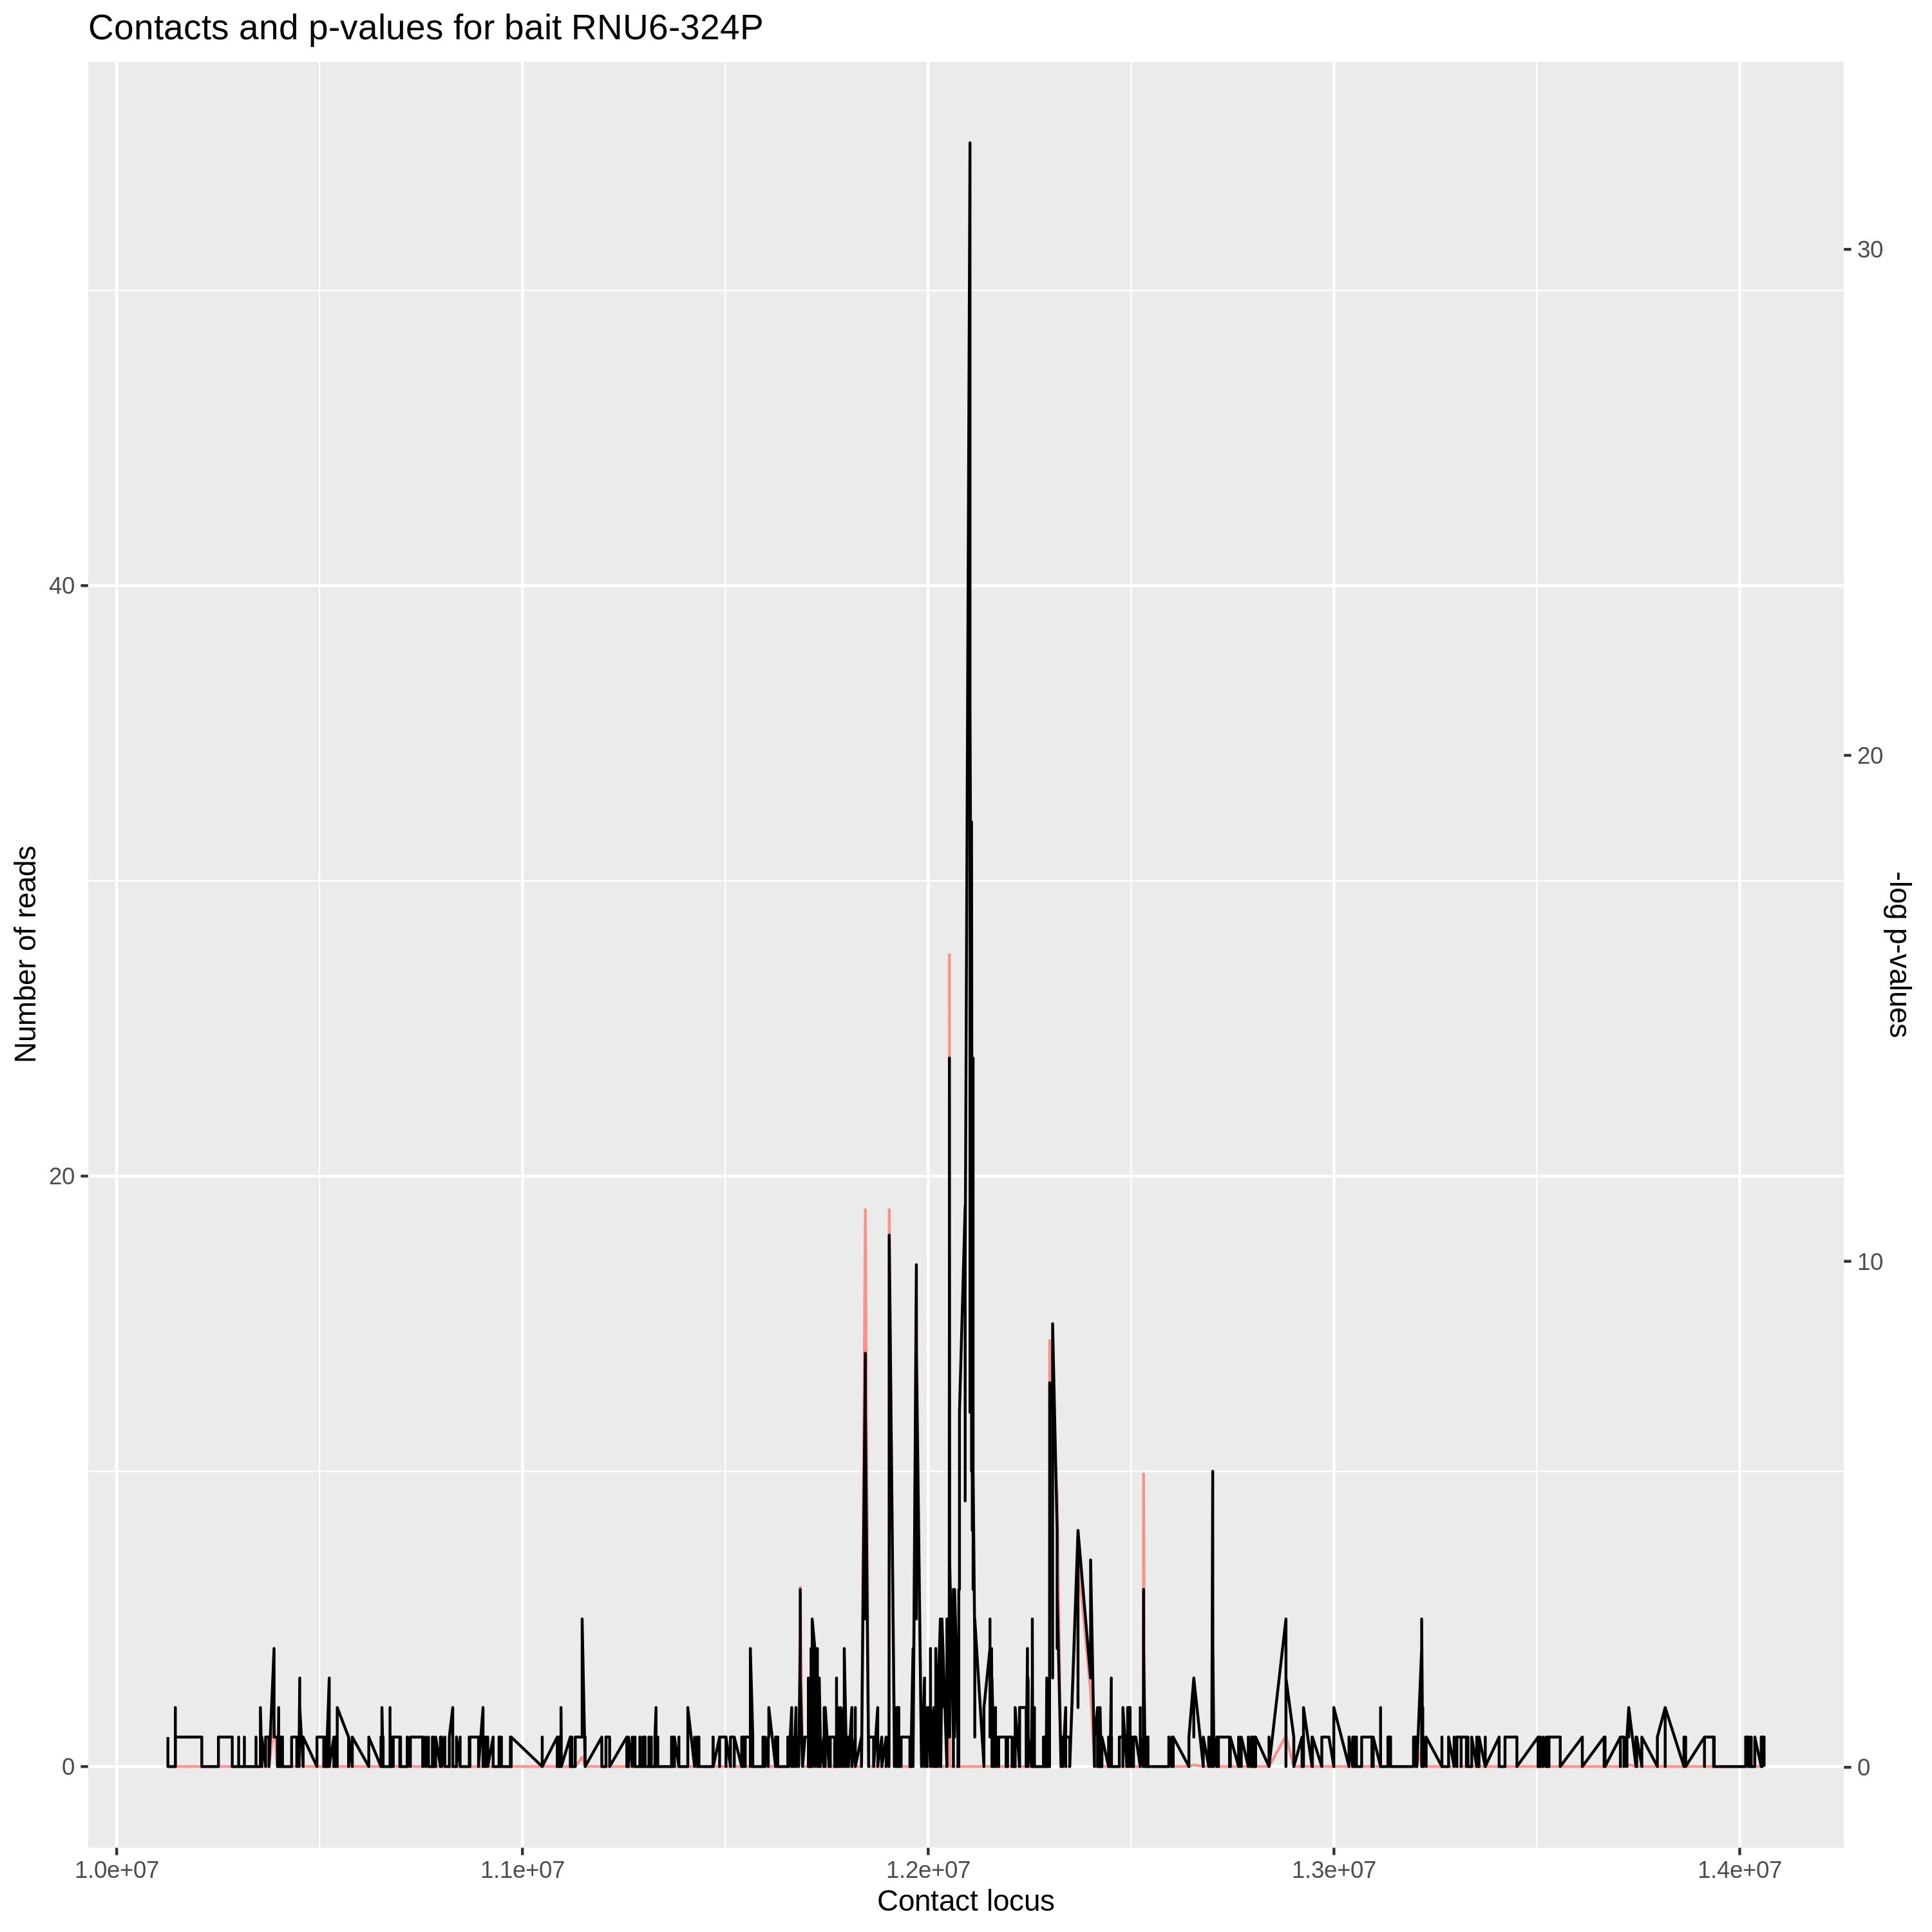 Contacts and p-values for bait RNU6-324P
Number of reads
40
20
0
30
20
10
0
-log p-values
1.0e+07
1.1e+07
1.2e+07
1.3e+07
1.4e+07
Contact locus